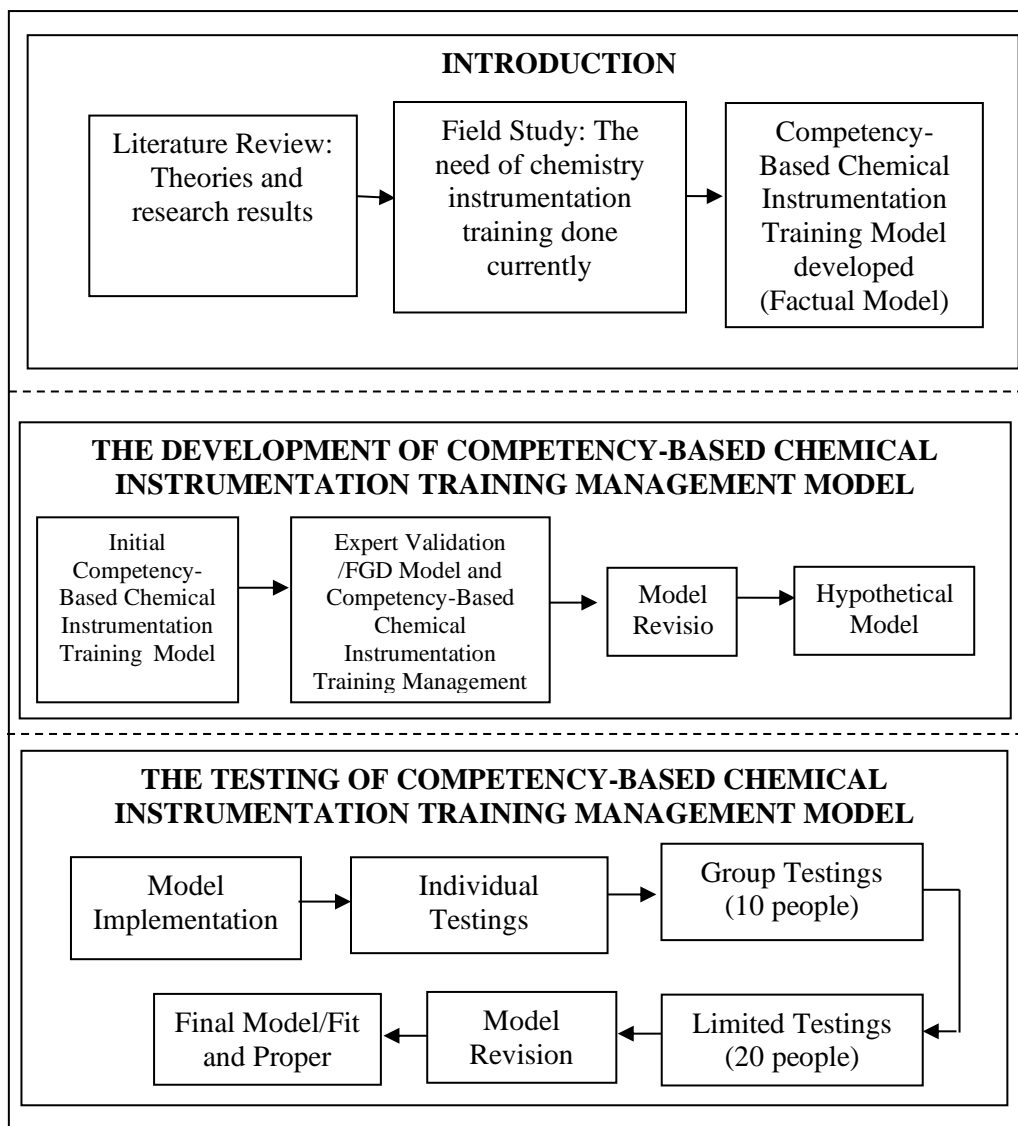 INTRODUCTION
Literature Review:
Theories and
research results
Field Study: The
need of chemistry
instrumentation
training done
currently
Competency-
Based Chemical
Instrumentation
Training Model
developed
(Factual Model)
THE DEVELOPMENT OF COMPETENCY-BASED CHEMICAL
INSTRUMENTATION TRAINING MANAGEMENT MODEL
Initial
Competency-
Based Chemical
Instrumentation
Training Model
Expert Validation
/FGD Model and
Competency-Based
Chemical
Instrumentation
Training Management
Model
Revisio
Hypothetical
Model
THE TESTING OF COMPETENCY-BASED CHEMICAL
INSTRUMENTATION TRAINING MANAGEMENT MODEL
Model
Implementation
Individual
Testings
Group Testings
(10 people)
Limited Testings
(20 people)
Model
Revision
Final Model/Fit
and Proper